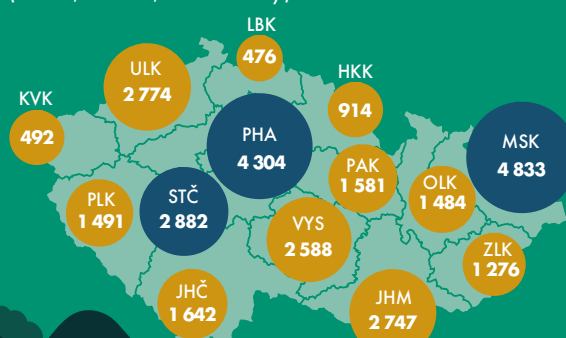 LBK
476
ULK
2 774
HKK
914
KVK
492
PHA
4 304
MSK
4 833
PAK
1 581
OLK
1 484
PLK
1 491
STČ
2 882
VYS
2 588
ZLK
1 276
JHČ
1 642
JHM
2 747